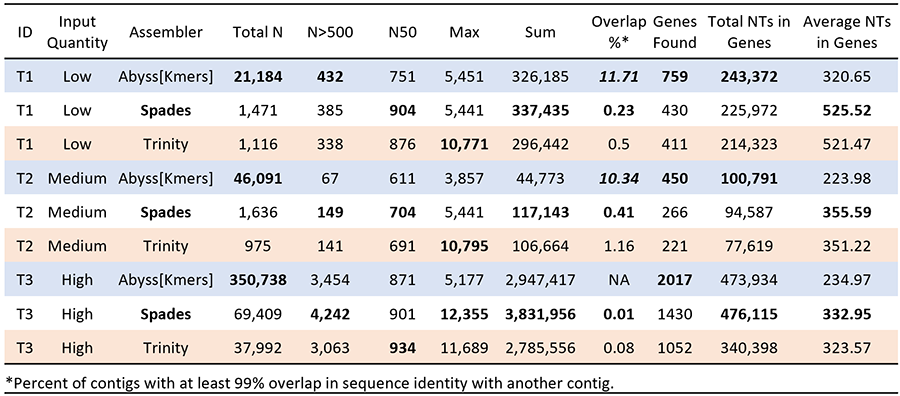 ID Input Quantity Assembler Total N N>500 N50 Max Sum Overlap %* Genes Found Total NTs in Genes Average NTs in Genes
T1 Low Abyss[Kmers] 21,184 432 751 5,451 326,185 11.71 759 243,372 320.65
T1 Low Spades 1,471 385 904 5,441 337,435 0.23 430 225,972 525.52
T1 Low Trinity 1,116 338 876 10,771 296,442 0.5 411 214,323 521.47
T2 Medium Abyss[Kmers] 46,091 67 611 3,857 44,773 10.34 450 100,791 223.98
T2 Medium Spades 1,636 149 704 5,441 117,143 0.41 266 94,587 355.59
T2 Medium Trinity 975 141 691 10,795 106,664 1.16 221 77,619 351.22
T3 High Abyss[Kmers] 350,738 3,454 871 5,177 2,947,417 NA 2017 473,934 234.97
T3 High Spades 69,409 4,242 901 12,355 3,831,956 0.01 1430 476,115 332.95
T3 High Trinity 37,992 3,063 934 11,689 2,785,556 0.08 1052 340,398 323.57
*Percent of contigs with at least 99% overlap in sequence identity with another contig.